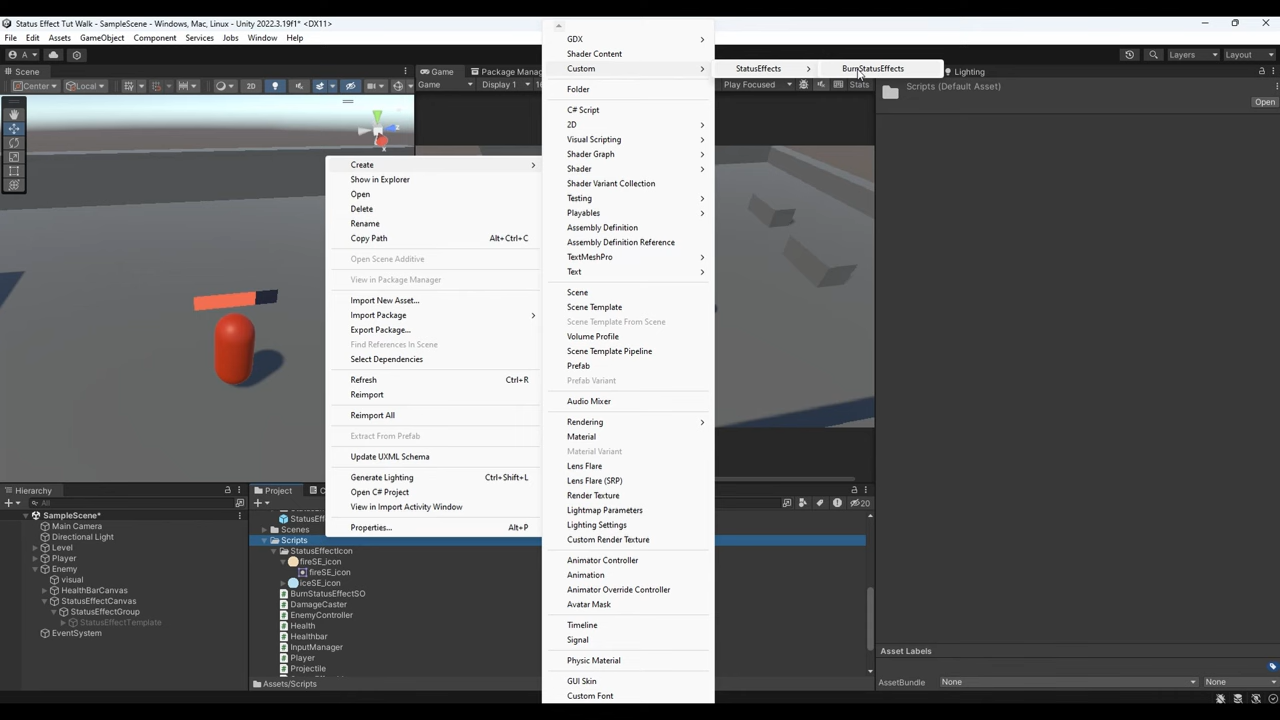 Status Effect Tut Walk - SampleScene - Windows, Mac, Linux - Unity 2022.3.19f1* <DX11>
File Edit Assets GameObject Component Services Jobs Window Help
A
Layers Layout
Scene
Game Package Manag
Lighting
Center Local 2D
Game Display 1 Play Focused Stats
Scripts (Default Asset)
Open
Create
Show in Explorer
Open
Delete
Rename
Copy Path Alt+Ctrl+C
Open Scene Additive
View in Package Manager
Import New Asset...
Import Package
Export Package...
Find References In Scene
Select Dependencies
Refresh Ctrl+R
Reimport
Reimport All
Extract From Prefab
Update UXML Schema
Generate Lighting Ctrl+Shift+L
Open C# Project
View in Import Activity Window
Properties... Alt+P
GDX
Shader Content
Custom
Folder
C# Script
2D
Visual Scripting
Shader Graph
Shader
Shader Variant Collection
Testing
Playables
Assembly Definition
Assembly Definition Reference
TextMeshPro
Text
Scene
Scene Template
Scene Template From Scene
Volume Profile
Scene Template Pipeline
Prefab
Prefab Variant
Audio Mixer
Rendering
Material
Material Variant
Lens Flare
Lens Flare (SRP)
Render Texture
Lightmap Parameters
Lighting Settings
Custom Render Texture
Animator Controller
Animation
Animator Override Controller
Avatar Mask
Timeline
Signal
Physic Material
GUI Skin
Custom Font
StatusEffects
BurnStatusEffects
Hierarchy
All
SampleScene*
Main Camera
Directional Light
Level
Player
Enemy
visual
HealthBarCanvas
StatusEffectCanvas
StatusEffectGroup
StatusEffectTemplate
EventSystem
Project
20
StatusEff
Scenes
Scripts
StatusEffectIcon
fireSE_icon
fireSE_icon
iceSE_icon
BurnStatusEffectSO
DamageCaster
EnemyController
Health
Healthbar
InputManager
Player
Projectile
Assets/Scripts
Asset Labels
AssetBundle None None